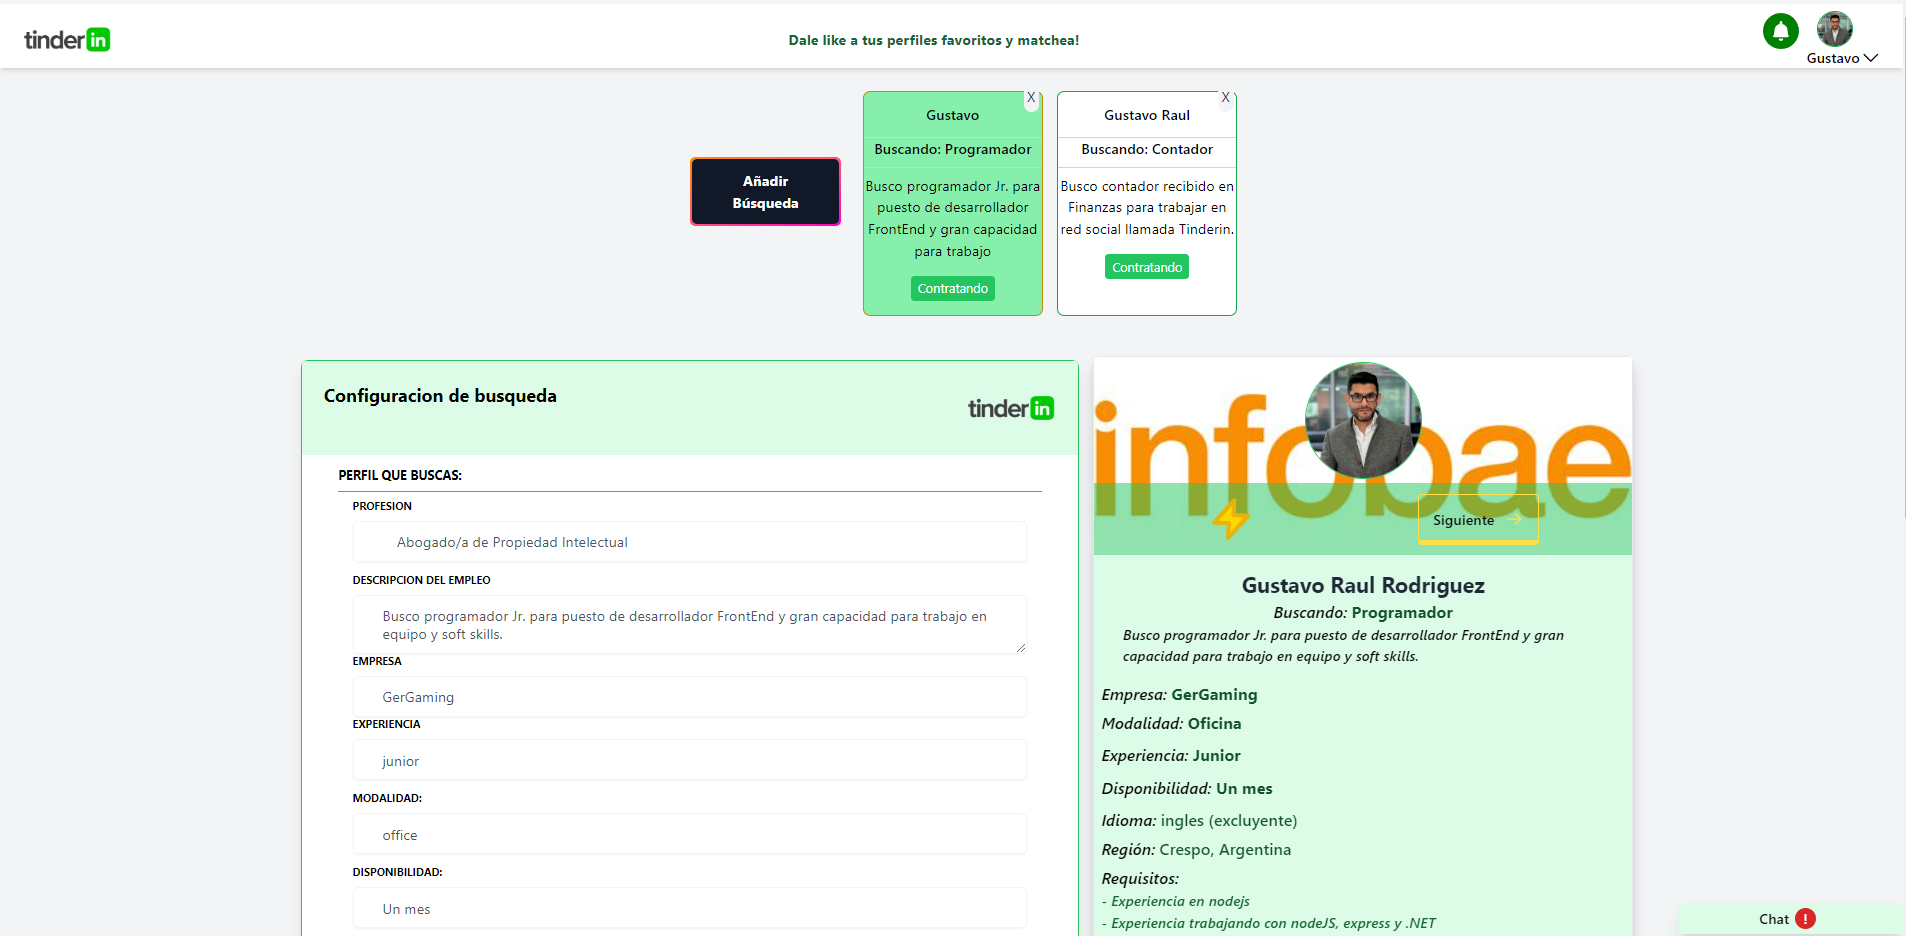 tinder in
Dale like a tus perfiles favoritos y matchea!
Gustavo
Añadir
Búsqueda
X
Gustavo
Buscando: Programador
Busco programador Jr. para
puesto de desarrollador
FrontEnd y gran capacidad
para trabajo
Contratando
X
Gustavo Raul
Buscando: Contador
Busco contador recibido en
Finanzas para trabajar en
red social llamada Tinderin.
Contratando
Configuracion de busqueda
tinder in
PERFIL QUE BUSCAS:
PROFESION
Abogado/a de Propiedad Intelectual
DESCRIPCION DEL EMPLEO
Busco programador Jr. para puesto de desarrollador FrontEnd y gran capacidad para trabajo en
equipo y soft skills.
EMPRESA
GerGaming
EXPERIENCIA
junior
MODALIDAD:
office
DISPONIBILIDAD:
Un mes
infobae
Siguiente →
Gustavo Raul Rodriguez
Buscando: Programador
Busco programador Jr. para puesto de desarrollador FrontEnd y gran
capacidad para trabajo en equipo y soft skills.
Empresa: GerGaming
Modalidad: Oficina
Experiencia: Junior
Disponibilidad: Un mes
Idioma: ingles (excluyente)
Región: Crespo, Argentina
Requisitos:
- Experiencia en nodejs
- Experiencia trabajando con nodeJS, express y .NET
Chat !